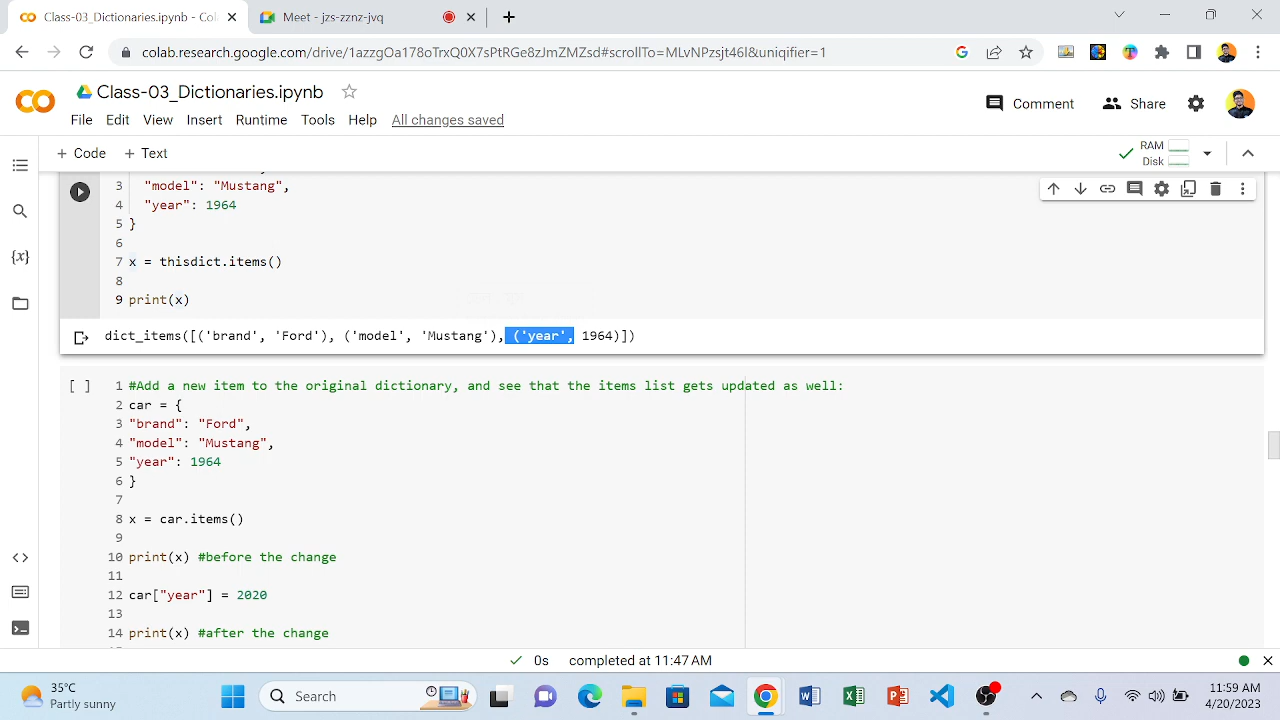 Class-03_Dictionaries.ipynb - Co
Meet - jzs-zznz-jvq
colab.research.google.com/drive/1azzgOa178oTrxQ0X7sPtRGe8zJmZMZsd#scrollTo=MLvNPzsjt46I&uniqifier=1
Class-03_Dictionaries.ipynb
Comment
Share
File Edit View Insert Runtime Tools Help All changes saved
+ Code + Text
RAM
Disk
3 "model": "Mustang",
4 "year": 1964
5 }
6
7 x = thisdict.items()
8
9 print(x)
dict_items([('brand', 'Ford'), ('model', 'Mustang'), ('year', 1964)])
[ ]
1 #Add a new item to the original dictionary, and see that the items list gets updated as well:
2 car = {
3 "brand": "Ford",
4 "model": "Mustang",
5 "year": 1964
6 }
7
8 x = car.items()
9
10 print(x) #before the change
11
12 car["year"] = 2020
13
14 print(x) #after the change
0s completed at 11:47 AM
35°C
Partly sunny
Search
11:59 AM
4/20/2023